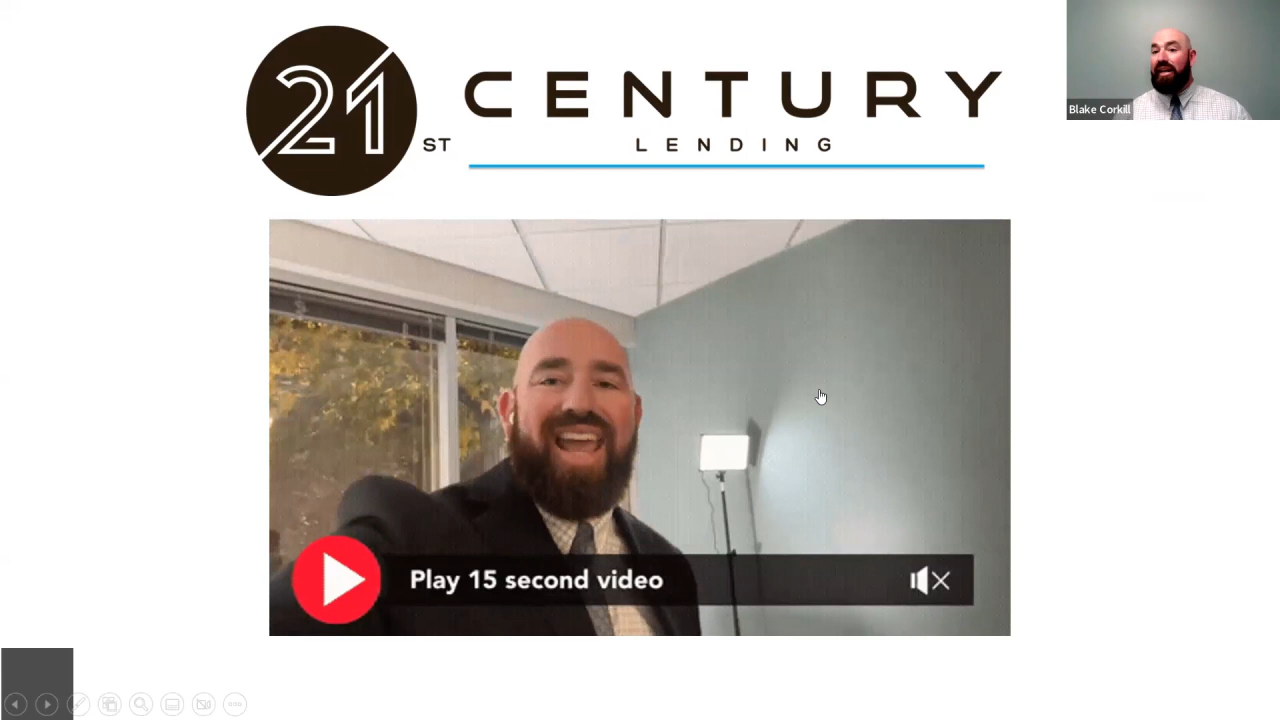 21
ST
CENTURY
LENDING
Blake Corkill
Play 15 second video